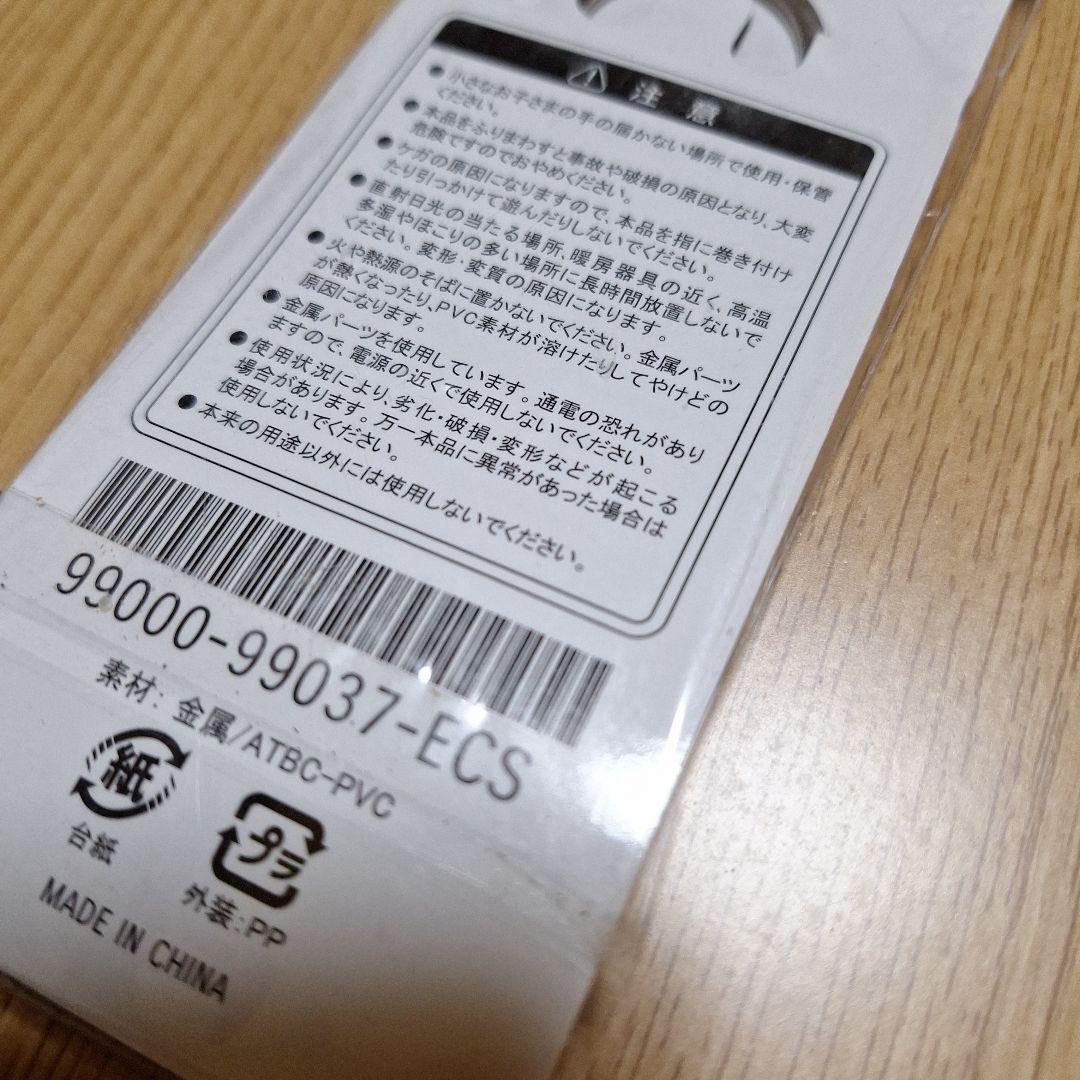 注意
●小さなお子さまの手の届かない場所で使用・保管
ください。
●本品をふりまわすと事故や破損の原因となり、大変
危険ですのでおやめください。
●ケガの原因になりますので、本品を指に巻き付け
たり引っかけて遊んだりしないでください。
●直射日光の当たる場所、暖房器具の近く、高温
多湿やほこりの多い場所に長時間放置しないで
ください。変形・変質の原因になります。
●火や熱源のそばに置かないでください。金属パーツ
が熱くなったり、PVC素材が溶けたりしてやけどの
原因になります。
●金属パーツを使用しています。通電の恐れがあり
ますので、電源の近くで使用しないでください。
●使用状況により、劣化・破損・変形などが起こる
場合があります。万一本品に異常があった場合は
使用しないでください。
●本来の用途以外には使用しないでください。
99000-99037-ECS
素材: 金属/ATBC-PVC
紙
台紙
プラ
外装:PP
MADE IN CHINA